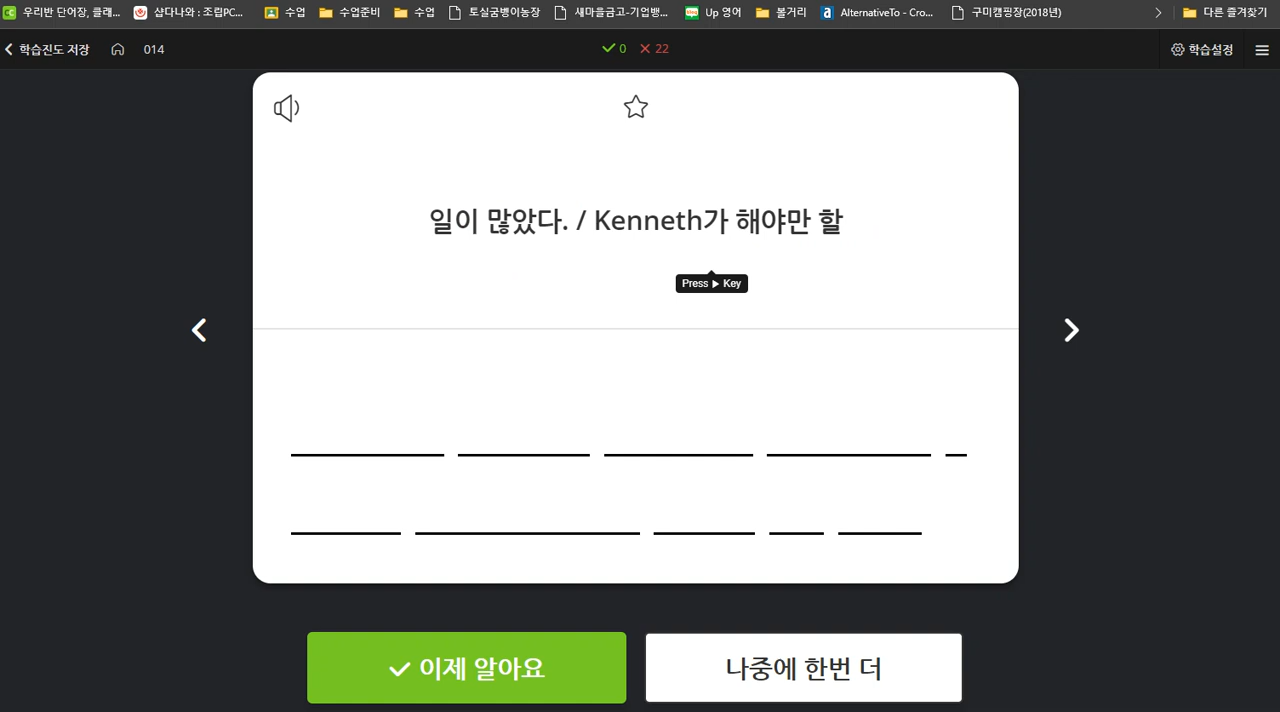 우리반 단어장, 클래... 샵다나와 : 조립PC... 수업 수업준비 수업 토실굼뱅이농장 새마을금고-기업뱅... Up 영어 볼거리 AlternativeTo - Cro... 구미캠핑장(2018년) 다른 즐겨찾기
학습진도 저장 014 0 22 학습설정
일이 많았다. / Kenneth가 해야만 할
Press ▶ Key
이제 알아요 나중에 한번 더